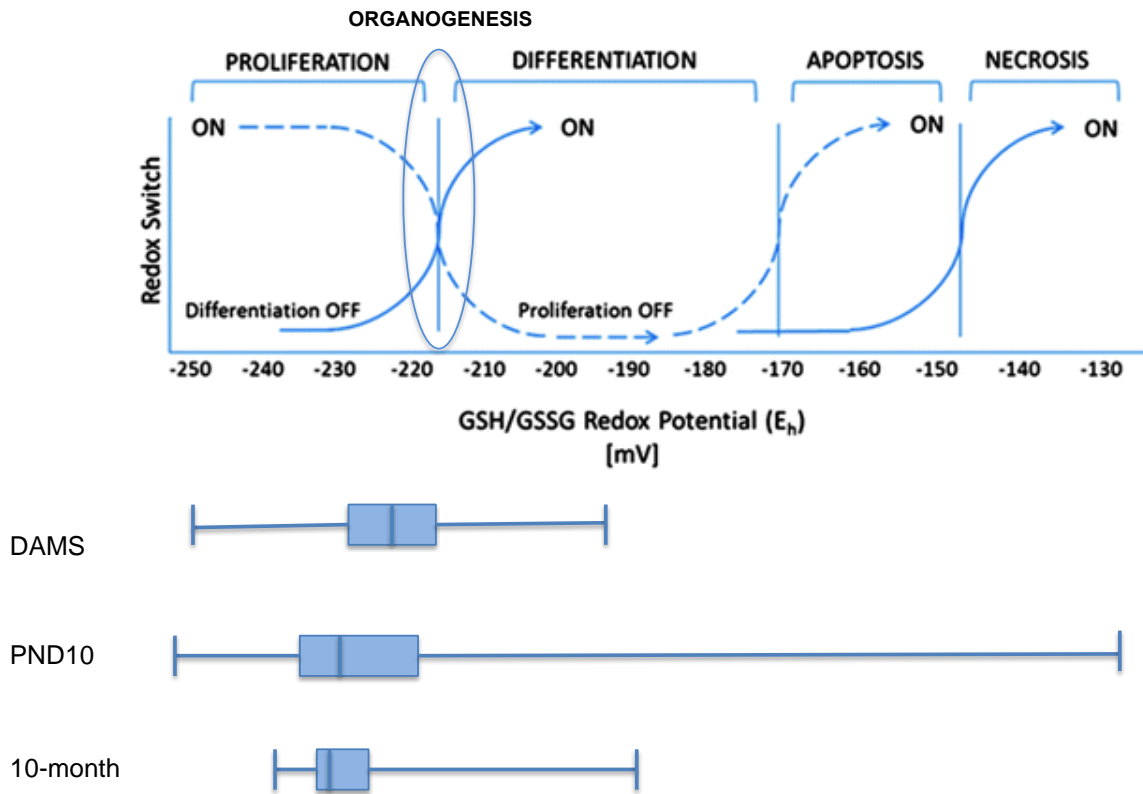 ORGANOGENESIS
PROLIFERATION DIFFERENTIATION APOPTOSIS NECROSIS
ON ON ON ON
Redox Switch
Differentiation OFF Proliferation OFF
-250 -240 -230 -220 -210 -200 -190 -180 -170 -160 -150 -140 -130
GSH/GSSG Redox Potential (Eh)
[mV]
DAMS
PND10
10-month